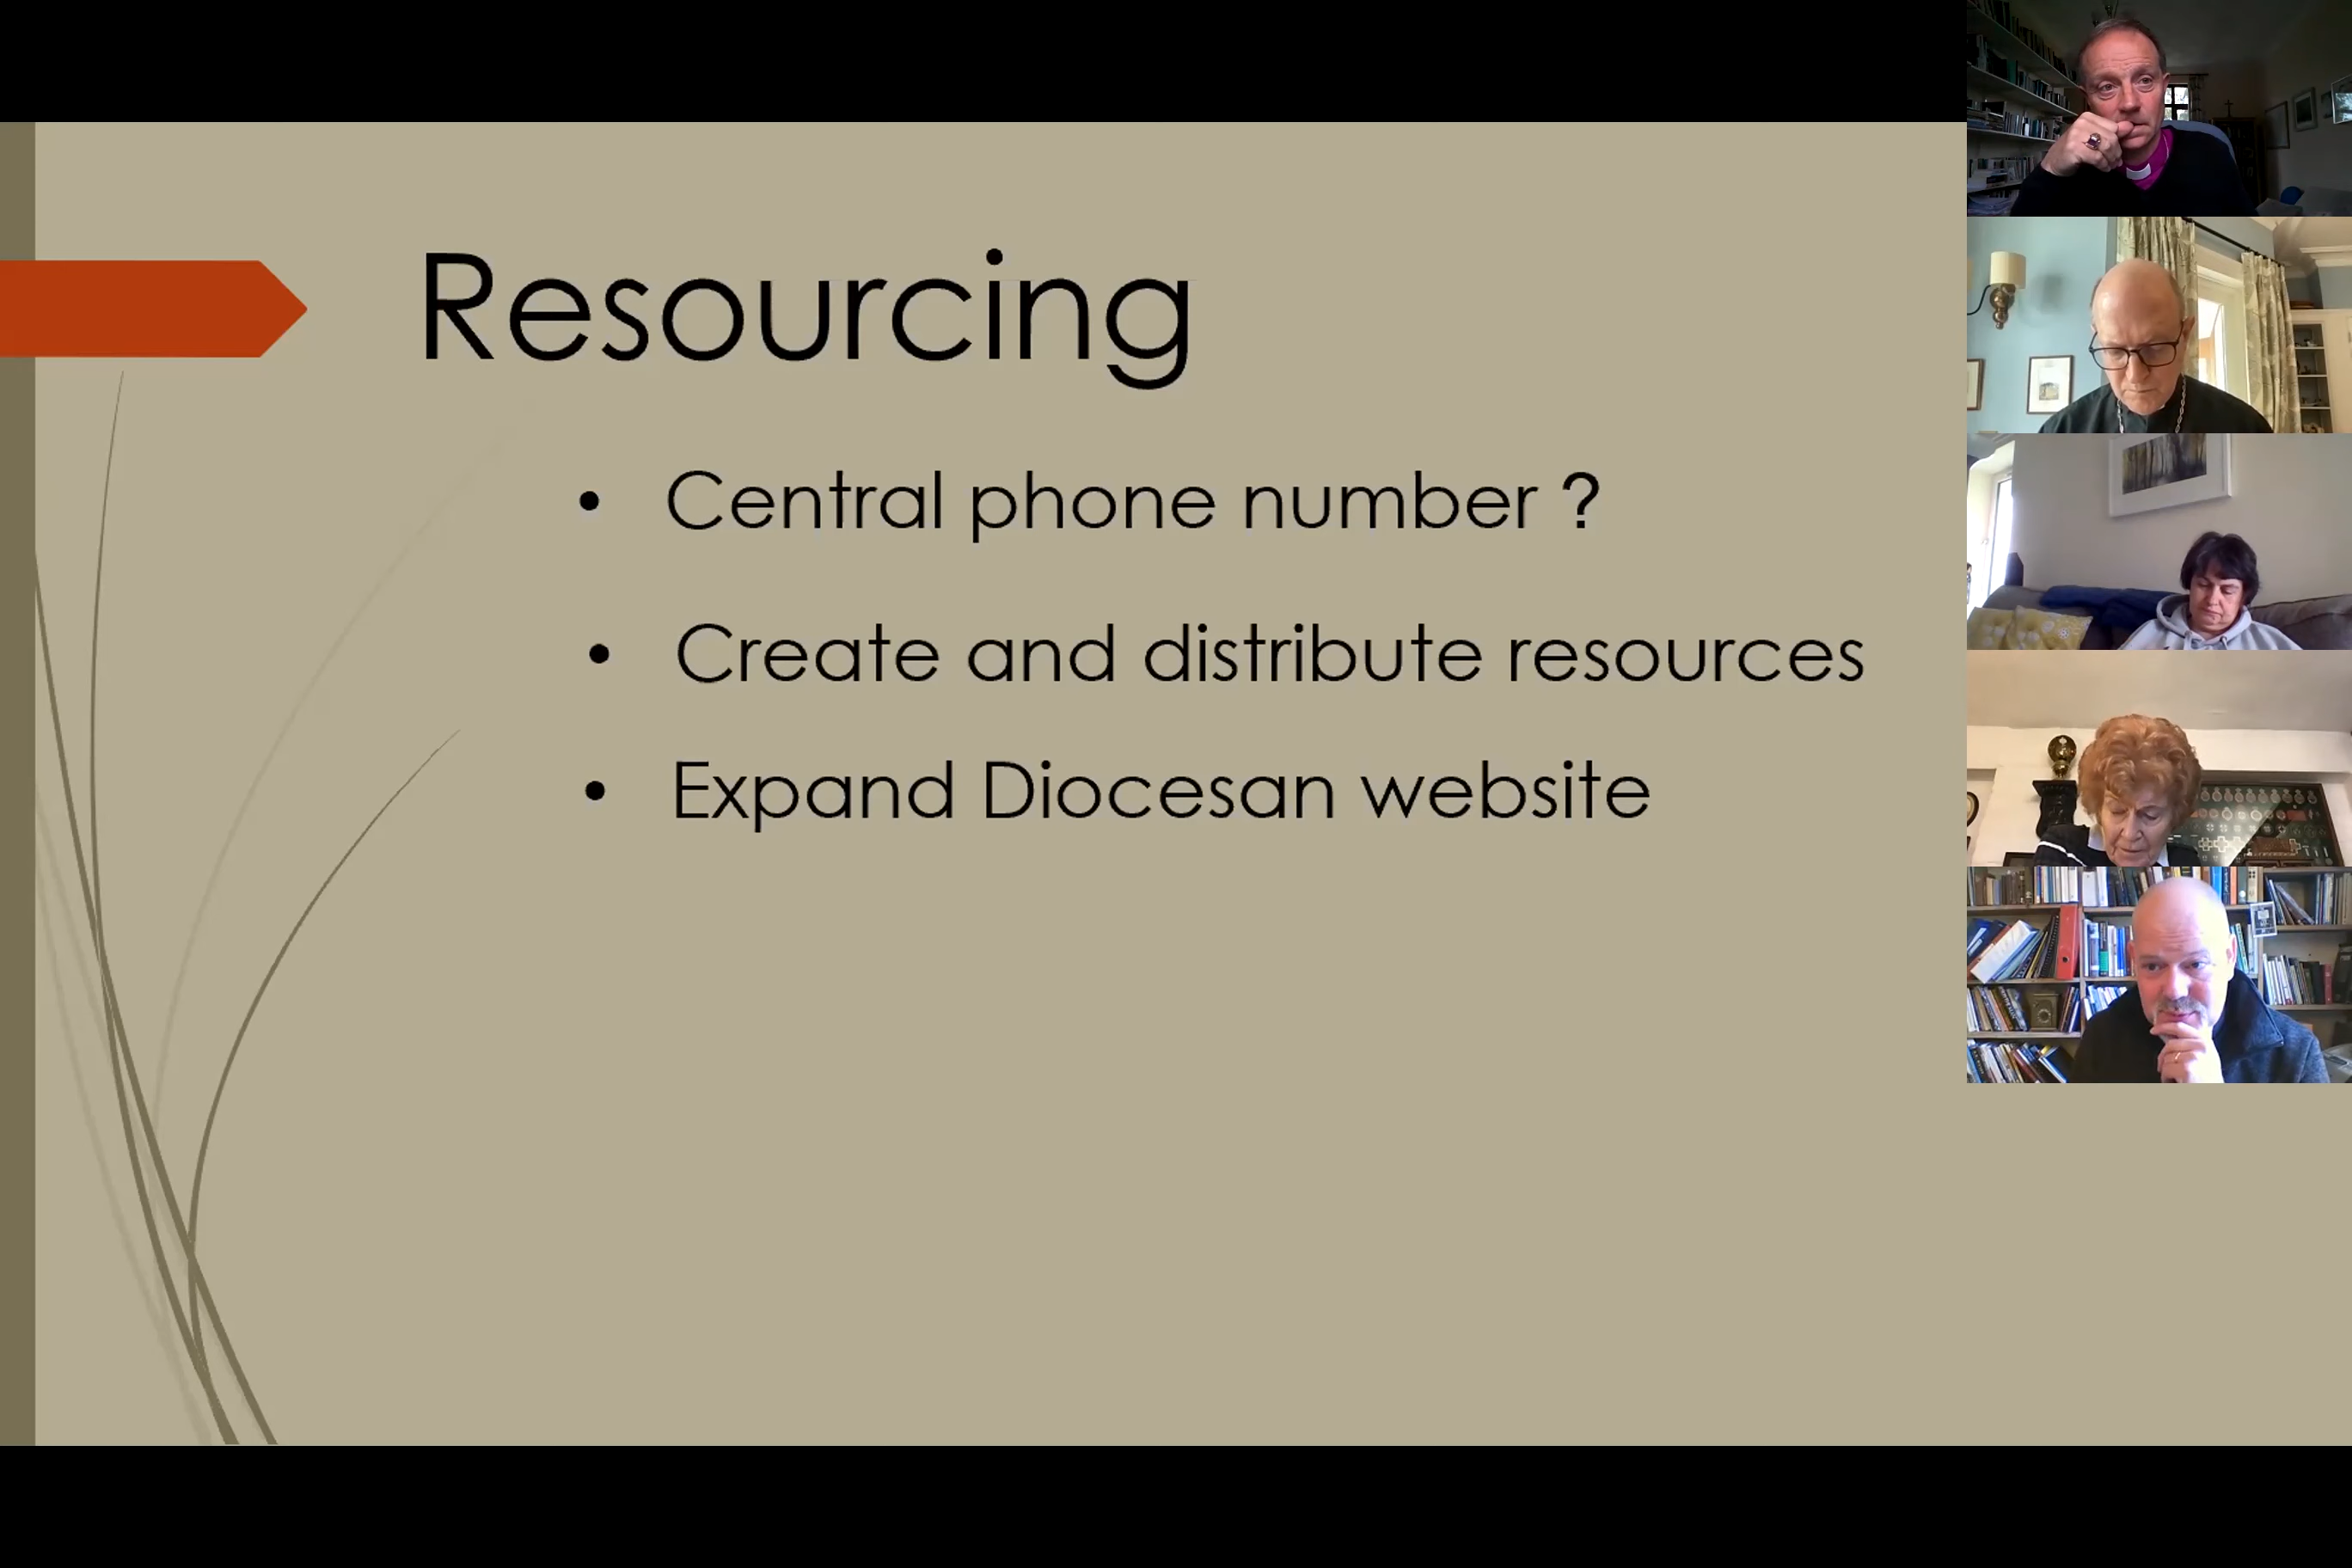 Resourcing
• Central phone number ?
• Create and distribute resources
• Expand Diocesan website